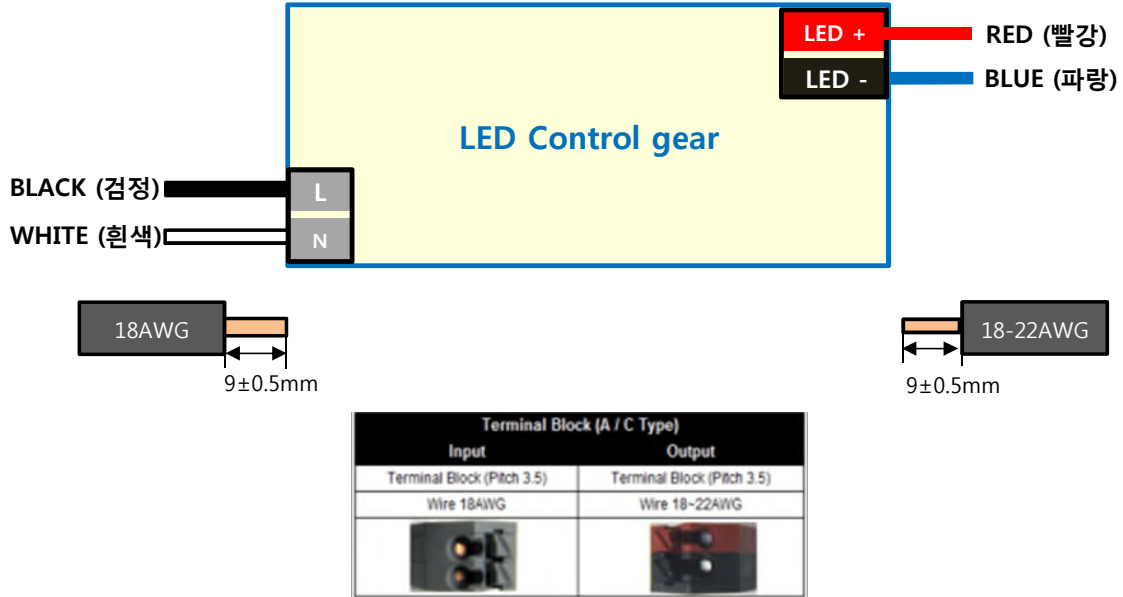 LED +
RED (빨강)
LED -
BLUE (파랑)
LED Control gear
BLACK (검정)
L
WHITE (흰색)
N
18AWG
9±0.5mm
18-22AWG
9±0.5mm
Terminal Block (A / C Type)
Input
Output
Terminal Block (Pitch 3.5)
Terminal Block (Pitch 3.5)
Wire 18AWG
Wire 18~22AWG